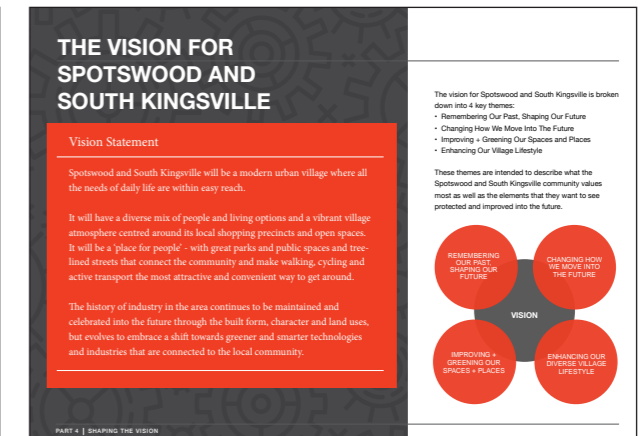 THE VISION FOR
SPOTSWOOD AND
SOUTH KINGSVILLE
Vision Statement
Spotswood and South Kingsville will be a modern urban village where all
the needs of daily life are within easy reach.
It will have a diverse mix of people and living options and a vibrant village
atmosphere centred around its local shopping precincts and open spaces.
It will be a 'place for people' - with great parks and public spaces and tree-
lined streets that connect the community and make walking, cycling and
active transport the most attractive and convenient way to get around.
The history of industry in the area continues to be maintained and
celebrated into the future through the built form, character and land uses,
but evolves to embrace a shift towards greener and smarter technologies
and industries that are connected to the local community.
PART 4 | SHAPING THE VISION
The vision for Spotswood and South Kingsville is broken
down into 4 key themes:
• Remembering Our Past, Shaping Our Future
• Changing How We Move Into The Future
• Improving + Greening Our Spaces and Places
• Enhancing Our Village Lifestyle
These themes are intended to describe what the
Spotswood and South Kingsville community values
most as well as the elements that they want to see
protected and improved into the future.
REMEMBERING
OUR PAST,
SHAPING OUR
FUTURE
CHANGING HOW
WE MOVE INTO
THE FUTURE
VISION
IMPROVING +
GREENING OUR
SPACES + PLACES
ENHANCING OUR
DIVERSE VILLAGE
LIFESTYLE